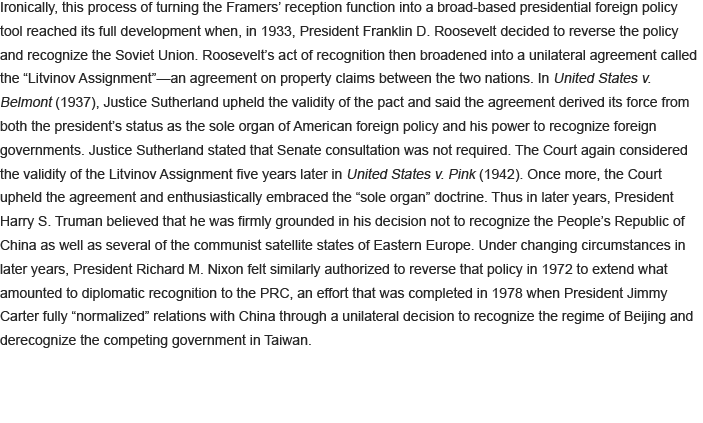 Ironically, this process of turning the Framers’ reception function into a broad-based presidential foreign policy
tool reached its full development when, in 1933, President Franklin D. Roosevelt decided to reverse the policy
and recognize the Soviet Union. Roosevelt’s act of recognition then broadened into a unilateral agreement called
the “Litvinov Assignment”—an agreement on property claims between the two nations. In United States v.
Belmont (1937), Justice Sutherland upheld the validity of the pact and said the agreement derived its force from
both the president’s status as the sole organ of American foreign policy and his power to recognize foreign
governments. Justice Sutherland stated that Senate consultation was not required. The Court again considered
the validity of the Litvinov Assignment five years later in United States v. Pink (1942). Once more, the Court
upheld the agreement and enthusiastically embraced the “sole organ” doctrine. Thus in later years, President
Harry S. Truman believed that he was firmly grounded in his decision not to recognize the People’s Republic of
China as well as several of the communist satellite states of Eastern Europe. Under changing circumstances in
later years, President Richard M. Nixon felt similarly authorized to reverse that policy in 1972 to extend what
amounted to diplomatic recognition to the PRC, an effort that was completed in 1978 when President Jimmy
Carter fully “normalized” relations with China through a unilateral decision to recognize the regime of Beijing and
derecognize the competing government in Taiwan.